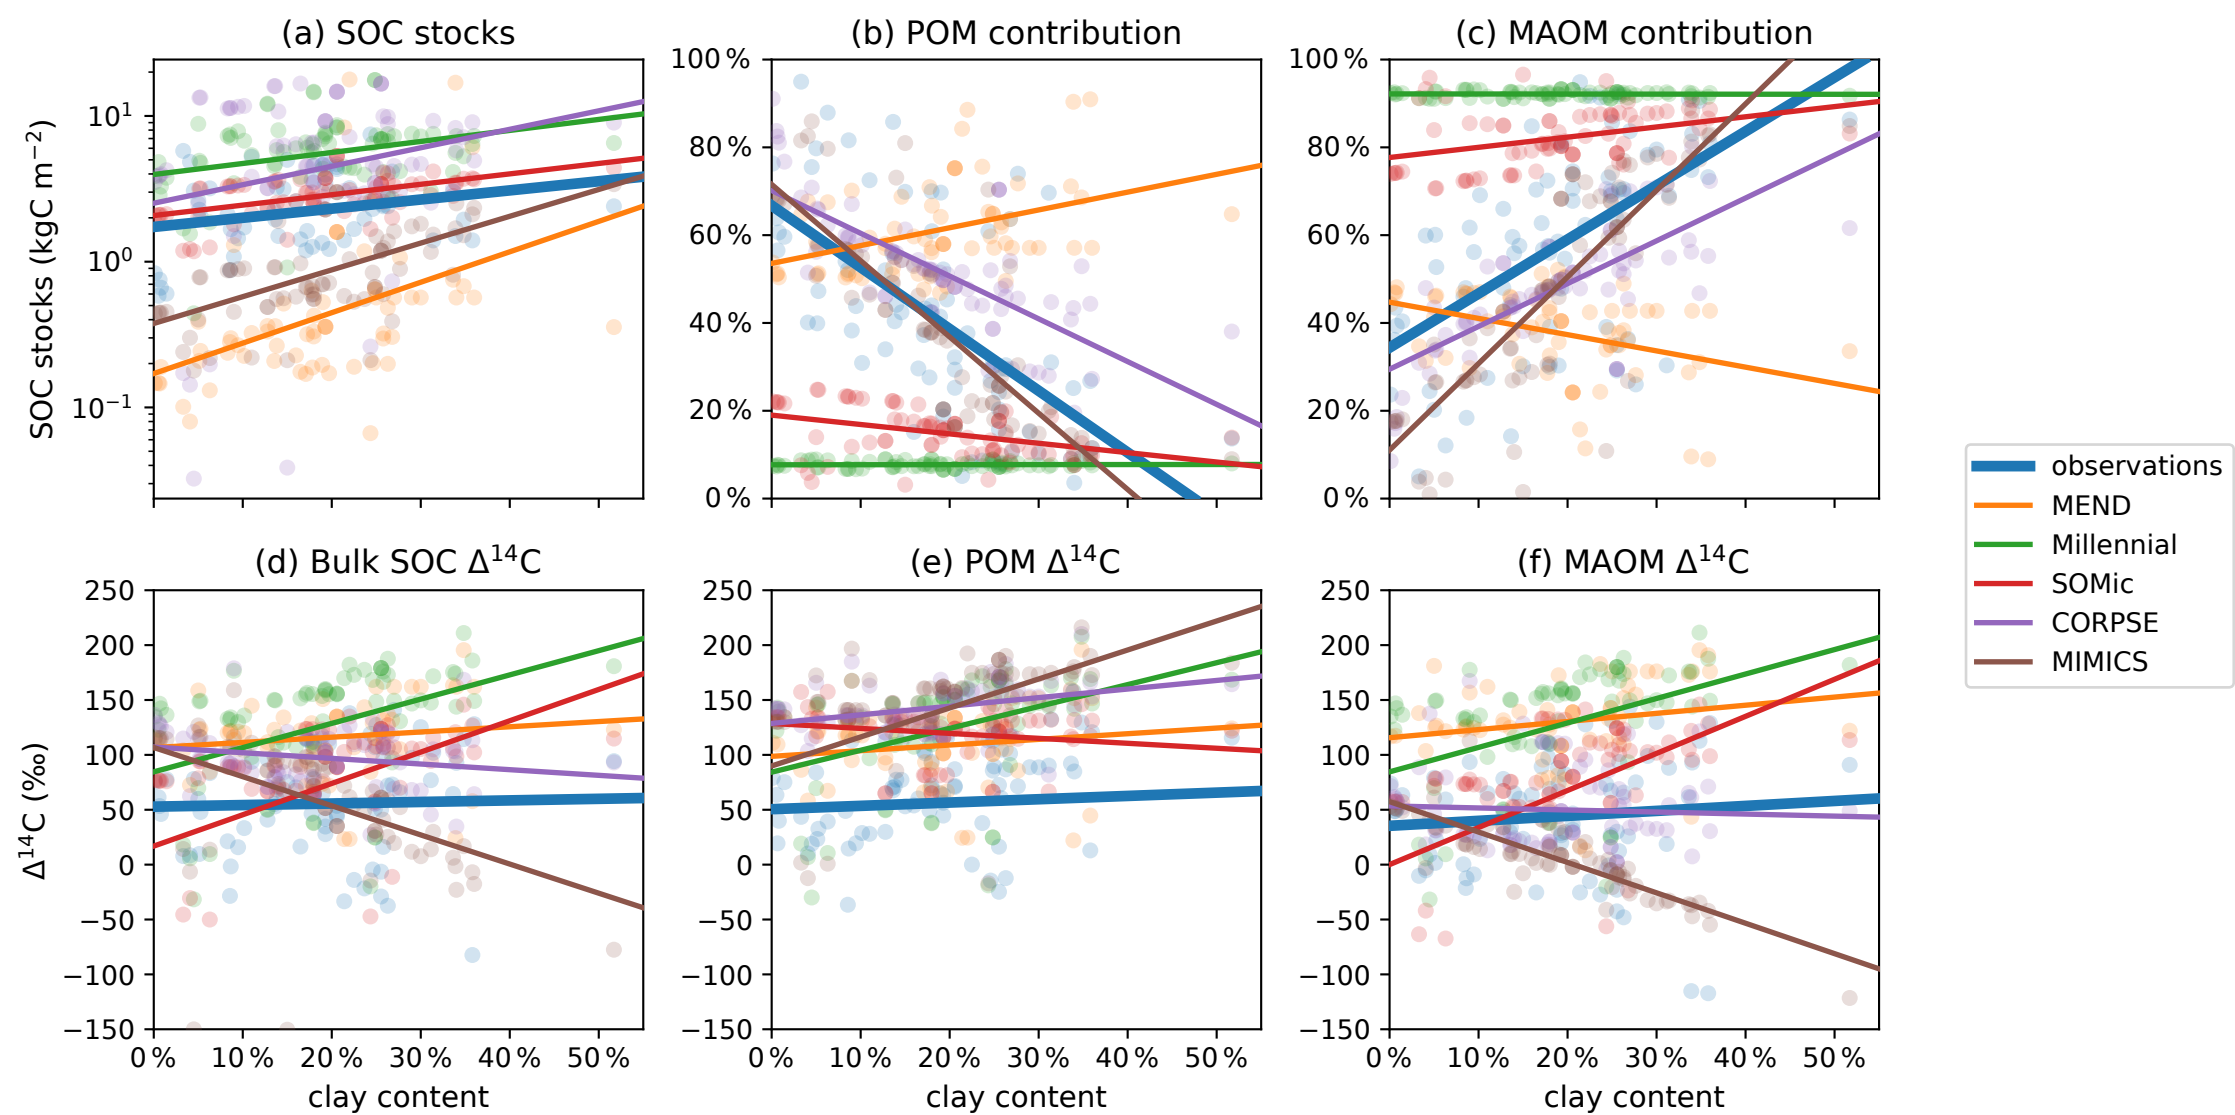 (a) SOC stocks
(b) POM contribution
(c) MAOM contribution
SOC stocks (kgC m⁻²)
10¹
10⁰
10⁻¹
100 %
80 %
60 %
40 %
20 %
0 %
100 %
80 %
60 %
40 %
20 %
0 %
observations
MEND
Millennial
SOMic
CORPSE
MIMICS
(d) Bulk SOC Δ¹⁴C
(e) POM Δ¹⁴C
(f) MAOM Δ¹⁴C
Δ¹⁴C (‰)
250
200
150
100
50
0
−50
−100
−150
250
200
150
100
50
0
−50
−100
−150
250
200
150
100
50
0
−50
−100
−150
0 % 10 % 20 % 30 % 40 % 50 %
0 % 10 % 20 % 30 % 40 % 50 %
0 % 10 % 20 % 30 % 40 % 50 %
clay content
clay content
clay content